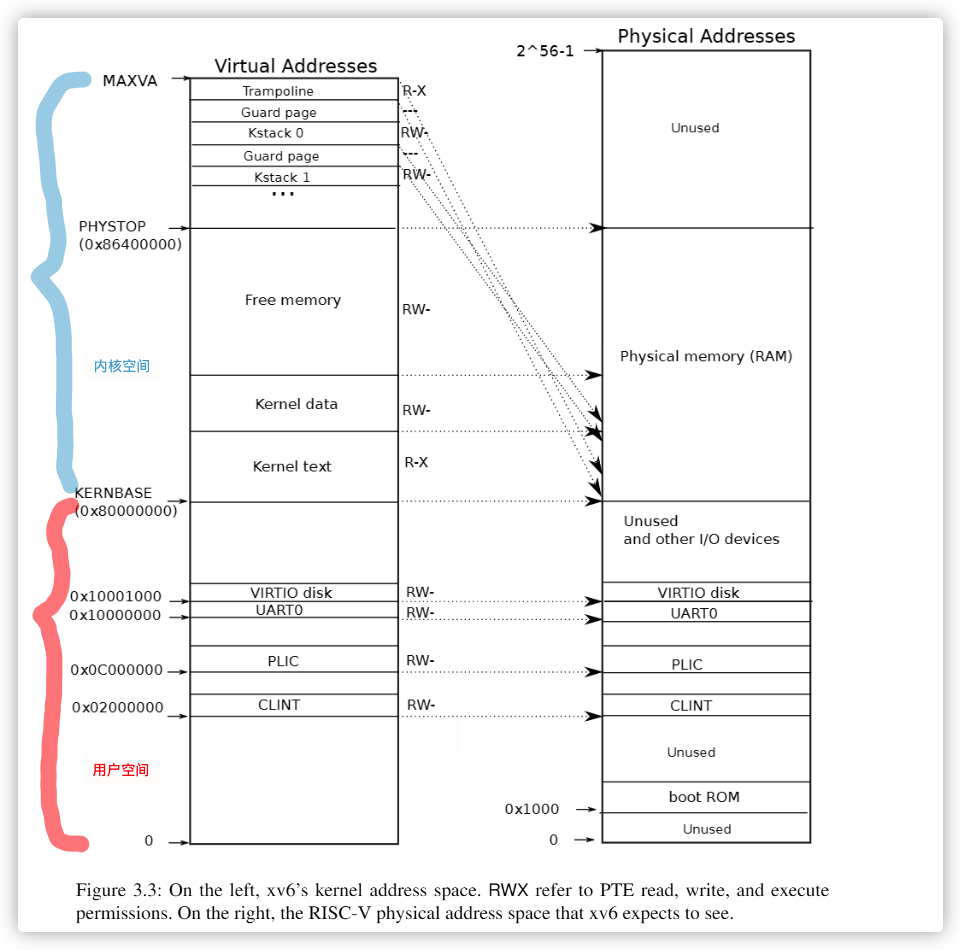 Physical Addresses
2^56-1
Virtual Addresses
MAXVA
Trampoline
R-X
Guard page
---
Unused
Kstack 0
RW-
Guard page
---
Kstack 1
RW-
...
PHYSTOP
(0x86400000)
Free memory
RW-
Physical memory (RAM)
内核空间
Kernel data
RW-
Kernel text
R-X
KERNBASE
(0x80000000)
Unused
and other I/O devices
0x10001000
VIRTIO disk
RW-
VIRTIO disk
0x10000000
UART0
RW-
UART0
0x0C000000
PLIC
RW-
PLIC
0x02000000
CLINT
RW-
CLINT
Unused
用户空间
boot ROM
0x1000
Unused
0
0
Figure 3.3: On the left, xv6's kernel address space. RWX refer to PTE read, write, and execute
permissions. On the right, the RISC-V physical address space that xv6 expects to see.